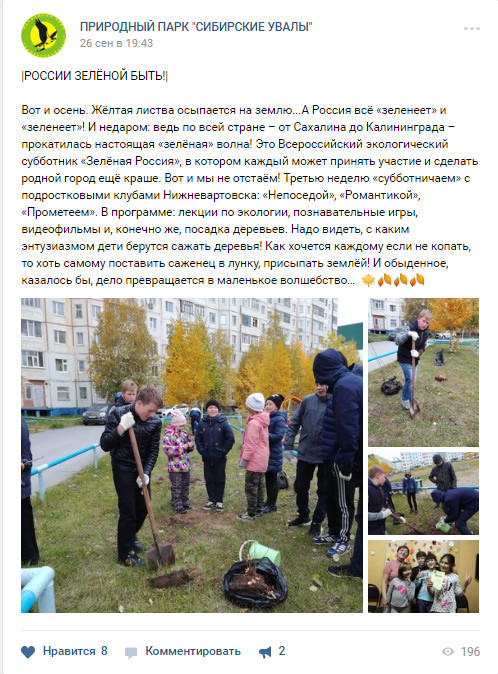 ПРИРОДНЫЙ ПАРК "СИБИРСКИЕ УВАЛЫ"
26 сен в 19:43
|РОССИИ ЗЕЛЁНОЙ БЫТЬ!|
Вот и осень. Жёлтая листва осыпается на землю...А Россия всё «зеленеет» и
«зеленеет»! И недаром: ведь по всей стране – от Сахалина до Калининграда –
прокатилась настоящая «зелёная» волна! Это Всероссийский экологический
субботник «Зелёная Россия», в котором каждый может принять участие и сделать
родной город ещё краше. Вот и мы не отстаём! Третью неделю «субботничаем» с
подростковыми клубами Нижневартовска: «Непоседой», «Романтикой»,
«Прометеем». В программе: лекции по экологии, познавательные игры,
видеофильмы и, конечно же, посадка деревьев. Надо видеть, с каким
энтузиазмом дети берутся сажать деревья! Как хочется каждому если не копать,
то хоть самому поставить саженец в лунку, присыпать землёй! И обыденное,
казалось бы, дело превращается в маленькое волшебство... 🍁🍂🍂🍂
Нравится 8 Комментировать 2 196